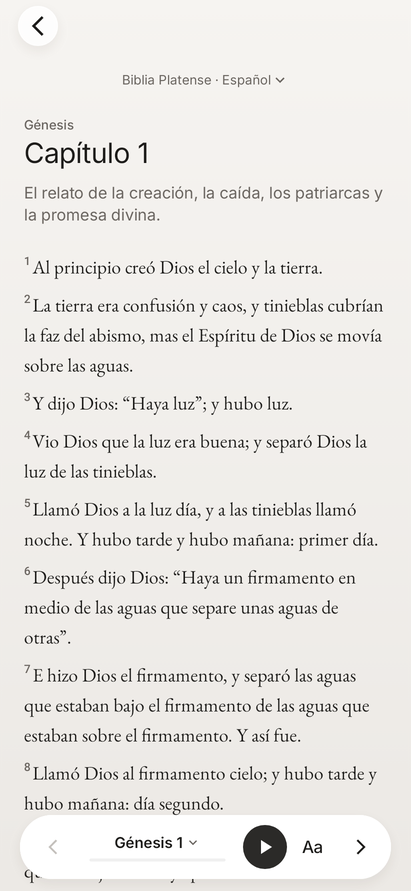 Biblia Platense · Español
Génesis
Capítulo 1
El relato de la creación, la caída, los patriarcas y
la promesa divina.
1 Al principio creó Dios el cielo y la tierra.
2 La tierra era confusión y caos, y tinieblas cubrían
la faz del abismo, mas el Espíritu de Dios se movía
sobre las aguas.
3 Y dijo Dios: “Haya luz”; y hubo luz.
4 Vio Dios que la luz era buena; y separó Dios la
luz de las tinieblas.
5 Llamó Dios a la luz día, y a las tinieblas llamó
noche. Y hubo tarde y hubo mañana: primer día.
6 Después dijo Dios: “Haya un firmamento en
medio de las aguas que separe unas aguas de
otras”.
7 E hizo Dios el firmamento, y separó las aguas
que estaban bajo el firmamento de las aguas que
estaban sobre el firmamento. Y así fue.
8 Llamó Dios al firmamento cielo; y hubo tarde y
hubo mañana: día segundo.
Génesis 1
Aa